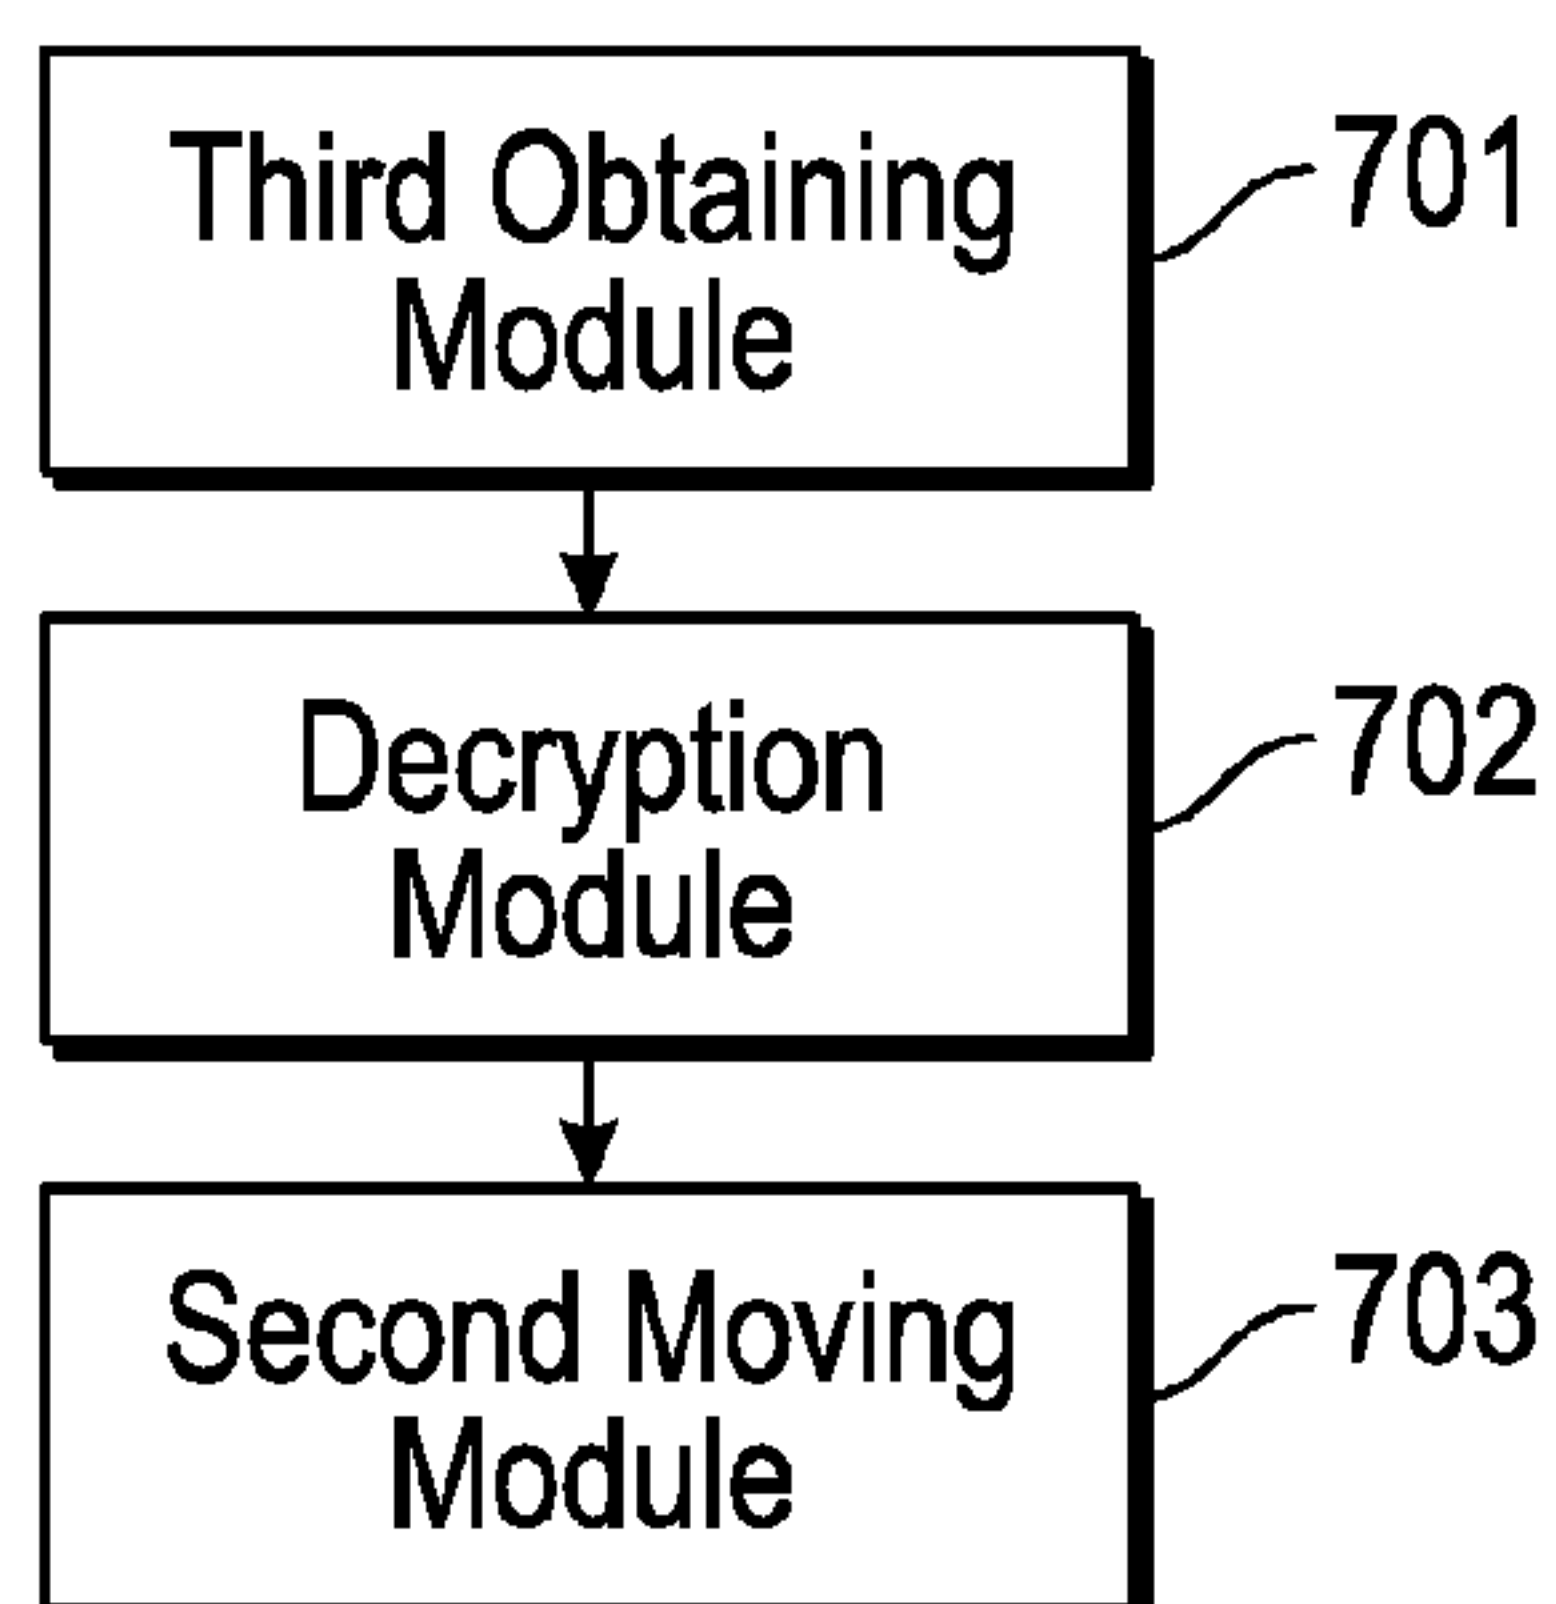 Third Obtaining
Module
701
Decryption
Module
702
Second Moving
Module
703